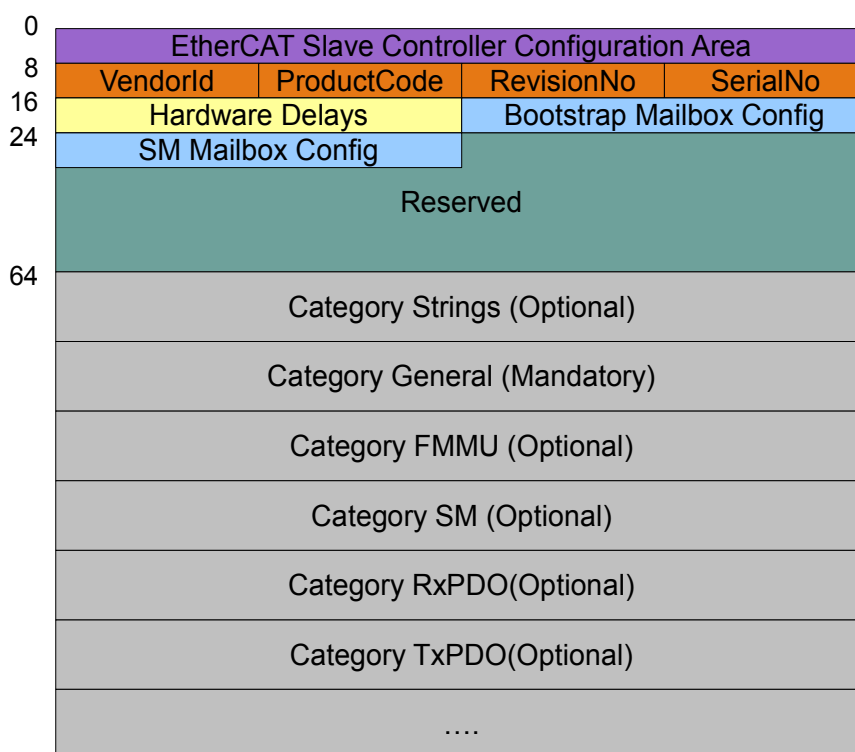 0
EtherCAT Slave Controller Configuration Area
8
VendorId ProductCode RevisionNo SerialNo
16
Hardware Delays Bootstrap Mailbox Config
24
SM Mailbox Config
Reserved
64
Category Strings (Optional)
Category General (Mandatory)
Category FMMU (Optional)
Category SM (Optional)
Category RxPDO(Optional)
Category TxPDO(Optional)
....